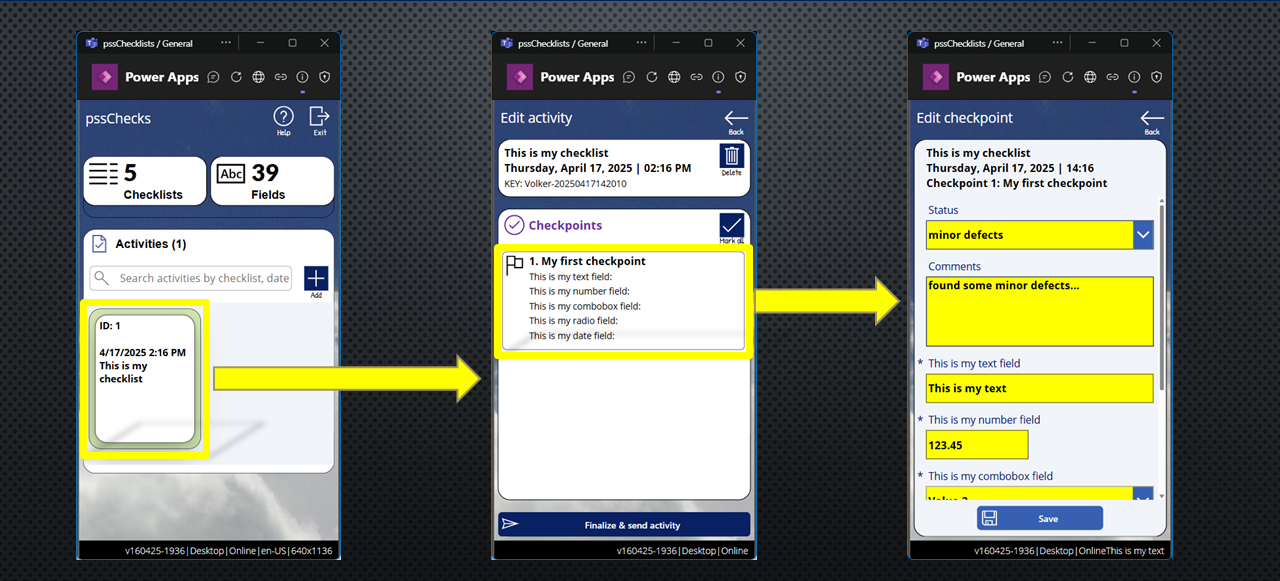 pssChecklists / General
Power Apps
pssChecks
Help
Exit
5
Checklists
Abc
39
Fields
Activities (1)
Search activities by checklist, date
Add
ID: 1
4/17/2025 2:16 PM
This is my
checklist
v160425-1936|Desktop|Online|en-US|640x1136
pssChecklists / General
Power Apps
Edit activity
Back
This is my checklist
Thursday, April 17, 2025 | 02:16 PM
KEY: Volker-20250417142010
Delete
Checkpoints
Mark all
1. My first checkpoint
This is my text field:
This is my number field:
This is my combobox field:
This is my radio field:
This is my date field:
Finalize & send activity
v160425-1936|Desktop|Online
pssChecklists / General
Power Apps
Edit checkpoint
Back
This is my checklist
Thursday, April 17, 2025 | 14:16
Checkpoint 1: My first checkpoint
Status
minor defects
Comments
found some minor defects...
* This is my text field
This is my text
* This is my number field
123.45
* This is my combobox field
Value 2
Save
v160425-1936|Desktop|OnlineThis is my text